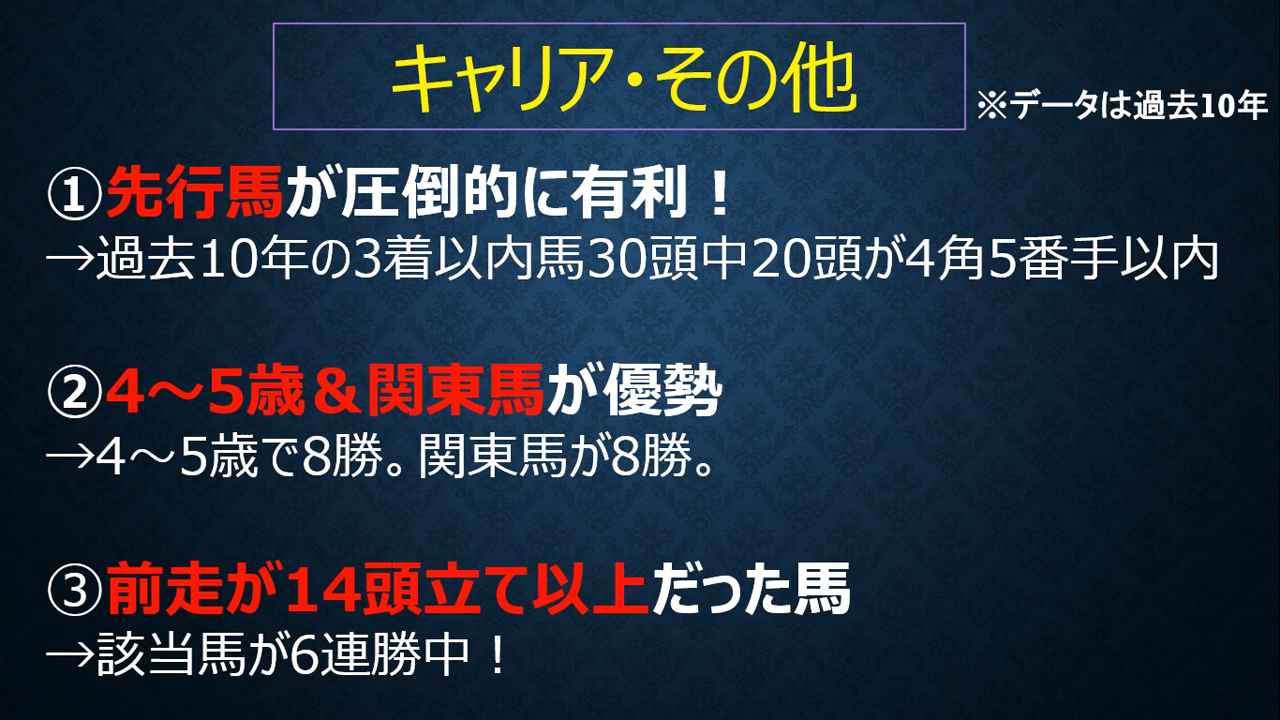 キャリア・その他
※データは過去10年
①先行馬が圧倒的に有利！
→過去10年の3着以内馬30頭中20頭が4角5番手以内
②4～5歳＆関東馬が優勢
→4～5歳で8勝。関東馬が8勝。
③前走が14頭立て以上だった馬
→該当馬が6連勝中！